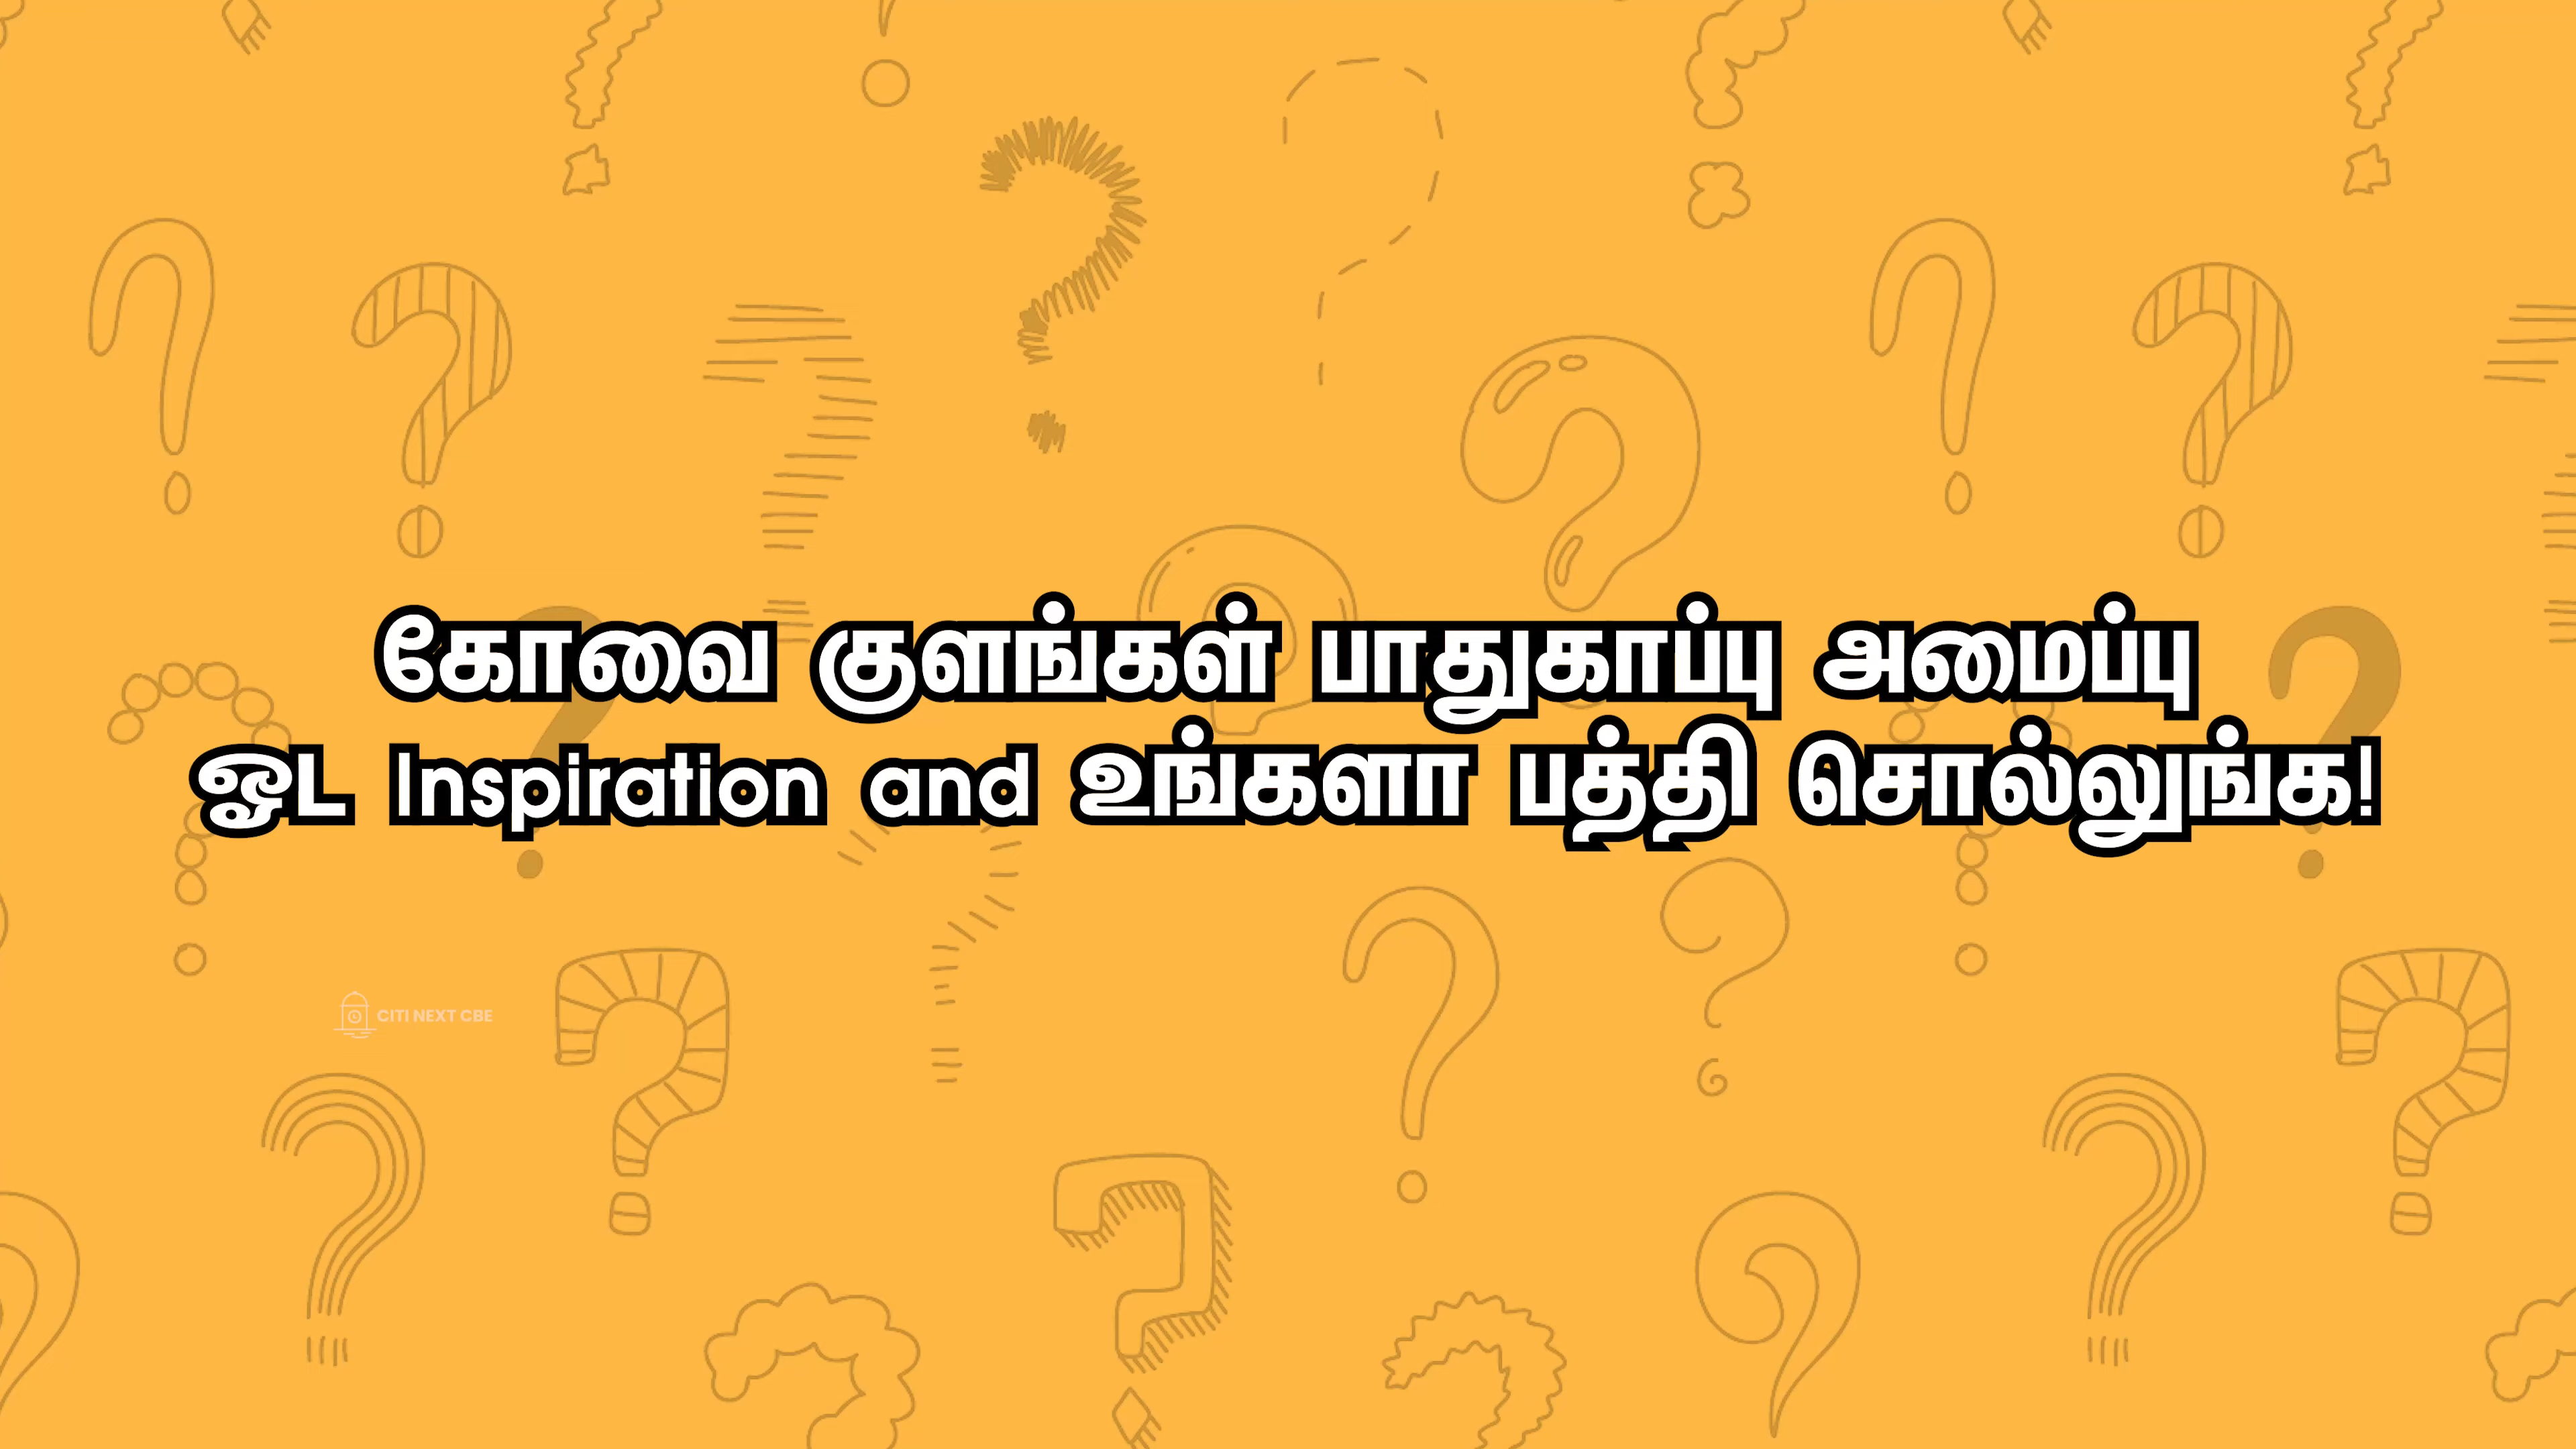 கோவை குளங்கள் பாதுகாப்பு அமைப்பு
ஓட Inspiration and உங்களா பத்தி சொல்லுங்க!
CITI NEXT CBE